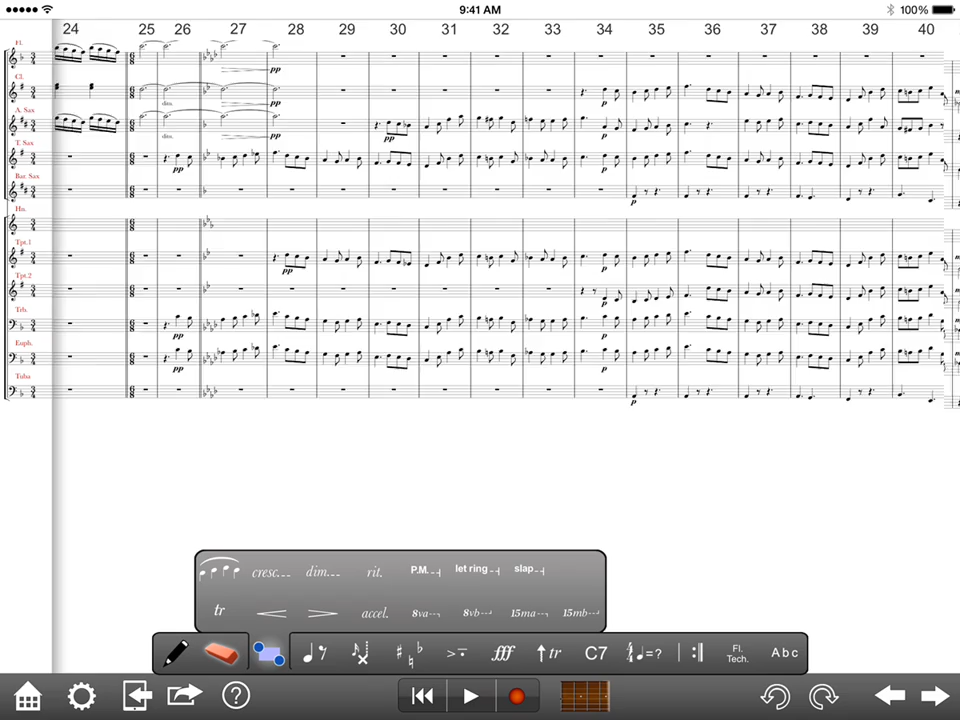 9:41 AM
100%
24 25 26 27 28 29 30 31 32 33 34 35 36 37 38 39 40
Fl.
pp
Cl.
dim.
pp
p
A. Sax
dim.
pp
pp
p
T. Sax
pp
p
Bar. Sax
p
Hn.
Tpt.1
pp
p
Tpt.2
p
Trb.
pp
p
Euph.
pp
p
Tuba
p
cresc... dim... rit. P.M. let ring slap
tr accel. 8va 8vb 15ma 15mb
fff tr C7 =? Fl. Tech. Abc
?